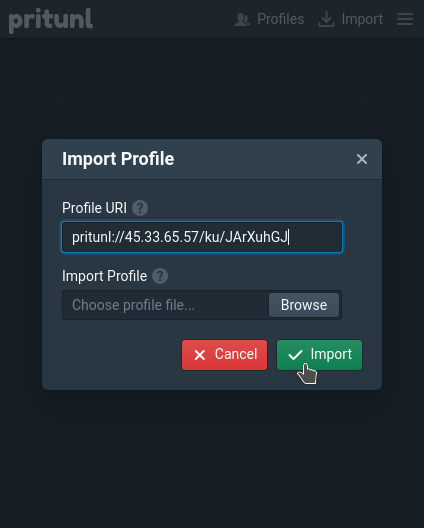 pritunl Profiles Import
Import Profile
Profile URI ?
pritunl://45.33.65.57/ku/JArXuhGJ
Import Profile ?
Choose profile file... Browse
Cancel Import